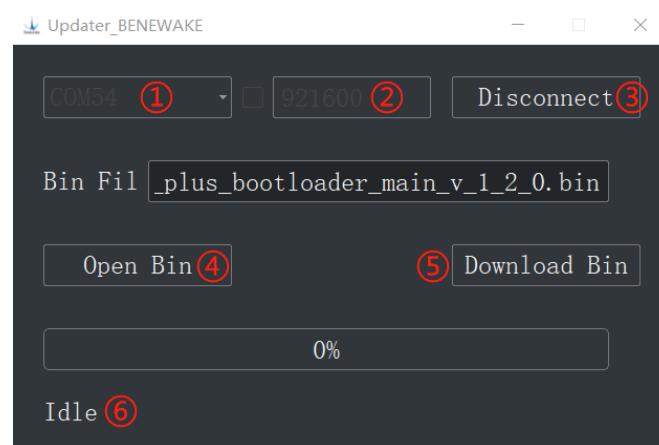 Updater_BENEWAKE
COM54 ① 921600 ② Disconnect ③
Bin Fil _plus_bootloader_main_v_1_2_0.bin
Open Bin ④ ⑤ Download Bin
0%
Idle ⑥